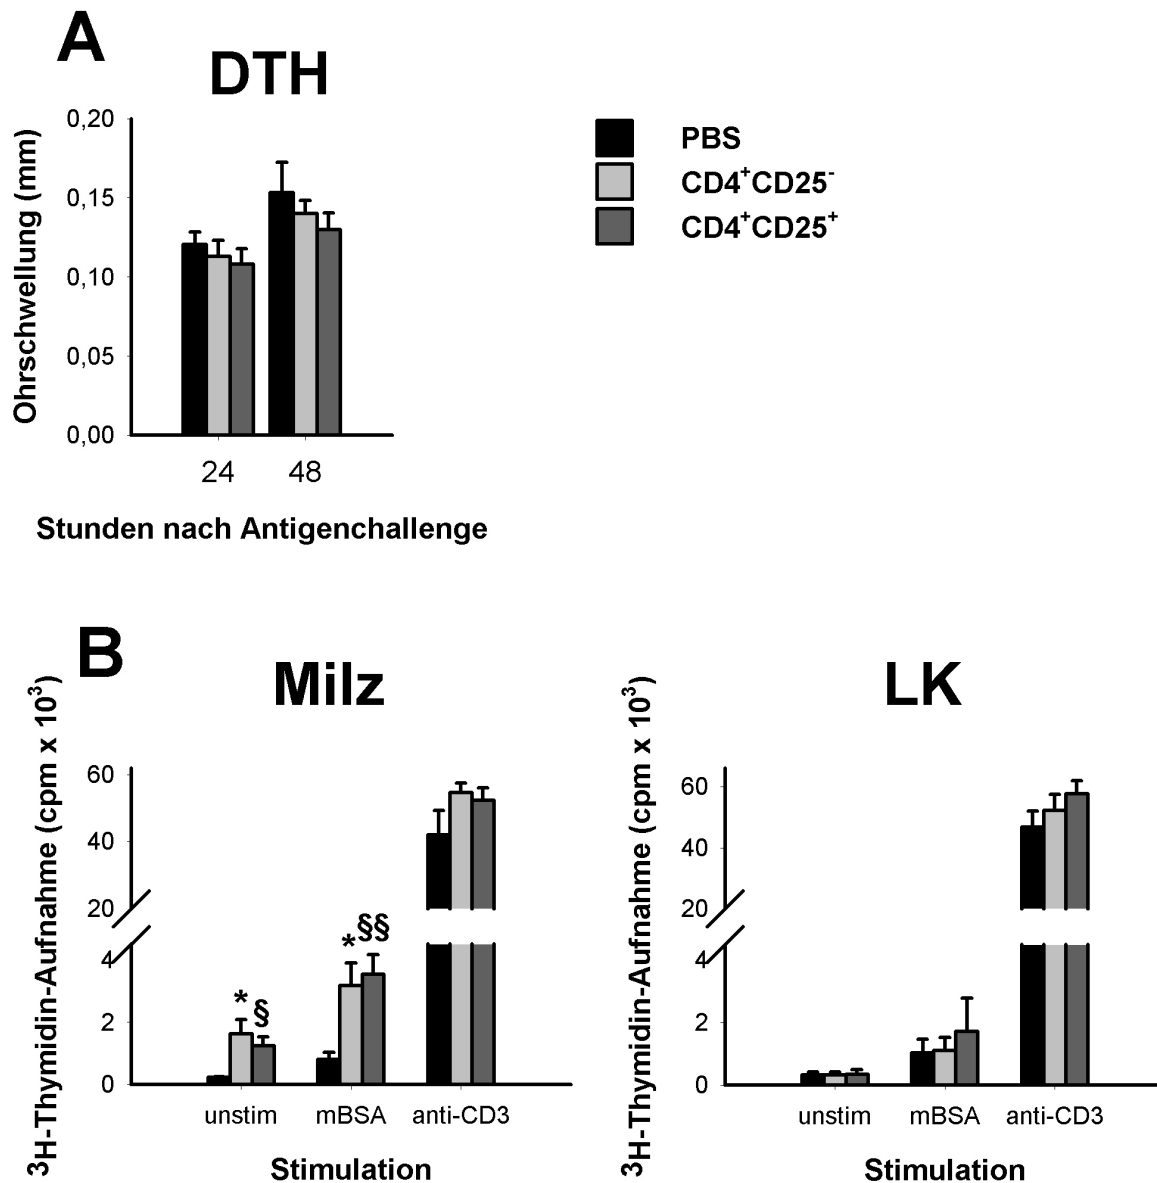 A
DTH
0,20
0,15
0,10
0,05
0,00
Ohrschwellung (mm)
24 48
Stunden nach Antigenchallenge
PBS
CD4⁺CD25⁻
CD4⁺CD25⁺
B
Milz
³H-Thymidin-Aufnahme (cpm x 10³)
60
40
20
4
2
0
* §
* §§
unstim mBSA anti-CD3
Stimulation
LK
³H-Thymidin-Aufnahme (cpm x 10³)
60
40
20
4
2
0
unstim mBSA anti-CD3
Stimulation